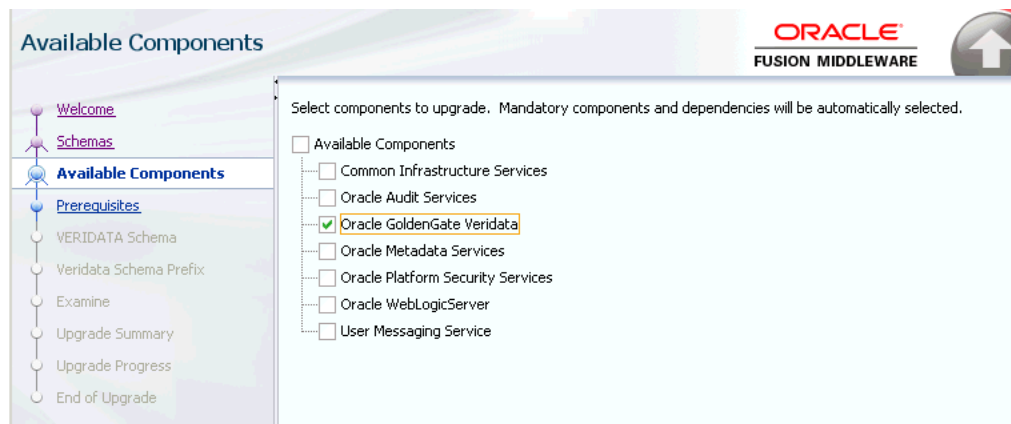 Available Components
ORACLE
FUSION MIDDLEWARE
Welcome
Schemas
Available Components
Prerequisites
VERIDATA Schema
Veridata Schema Prefix
Examine
Upgrade Summary
Upgrade Progress
End of Upgrade
Select components to upgrade. Mandatory components and dependencies will be automatically selected.
Available Components
Common Infrastructure Services
Oracle Audit Services
Oracle GoldenGate Veridata
Oracle Metadata Services
Oracle Platform Security Services
Oracle WebLogicServer
User Messaging Service